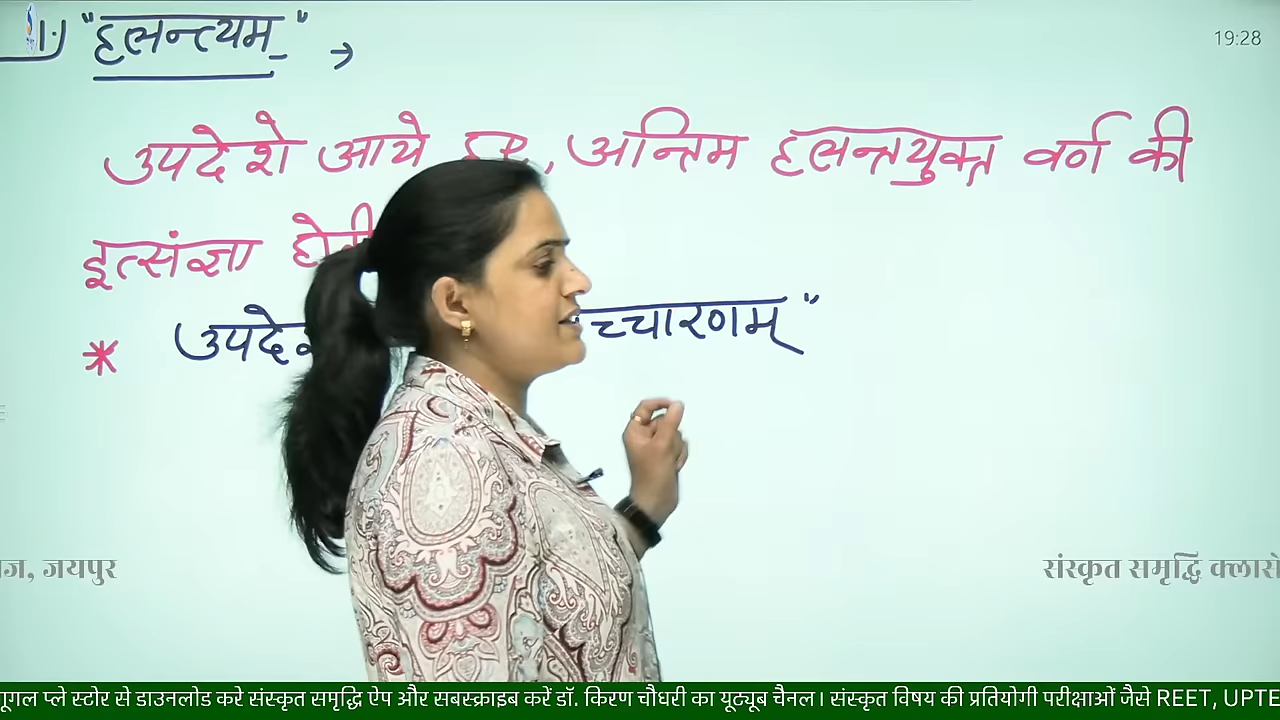 1.) "हलन्त्यम्" →
19:28
उपदेशे आये , अन्तिम हलन्तयुक्त वर्ण की
इत्संज्ञा
* च्चारणम्"
ज, जयपुर
संस्कृत समृद्धि क्लासे
गूगल प्ले स्टोर से डाउनलोड करे संस्कृत समृद्धि ऐप और सबस्क्राइब करें डॉ. किरण चौधरी का यूट्यूब चैनल। संस्कृत विषय की प्रतियोगी परीक्षाओं जैसे REET, UPTE